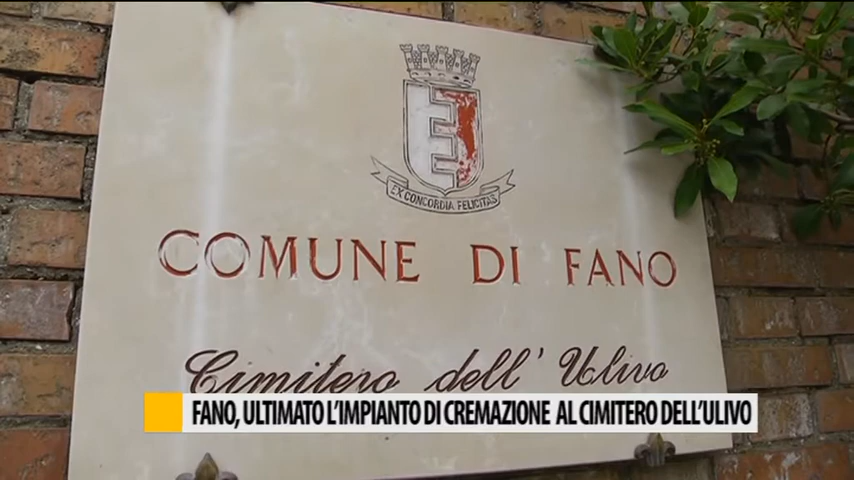 EX CONCORDIA FELICITAS
COMUNE DI FANO
Cimitero dell' Ulivo
FANO, ULTIMATO L'IMPIANTO DI CREMAZIONE AL CIMITERO DELL'ULIVO